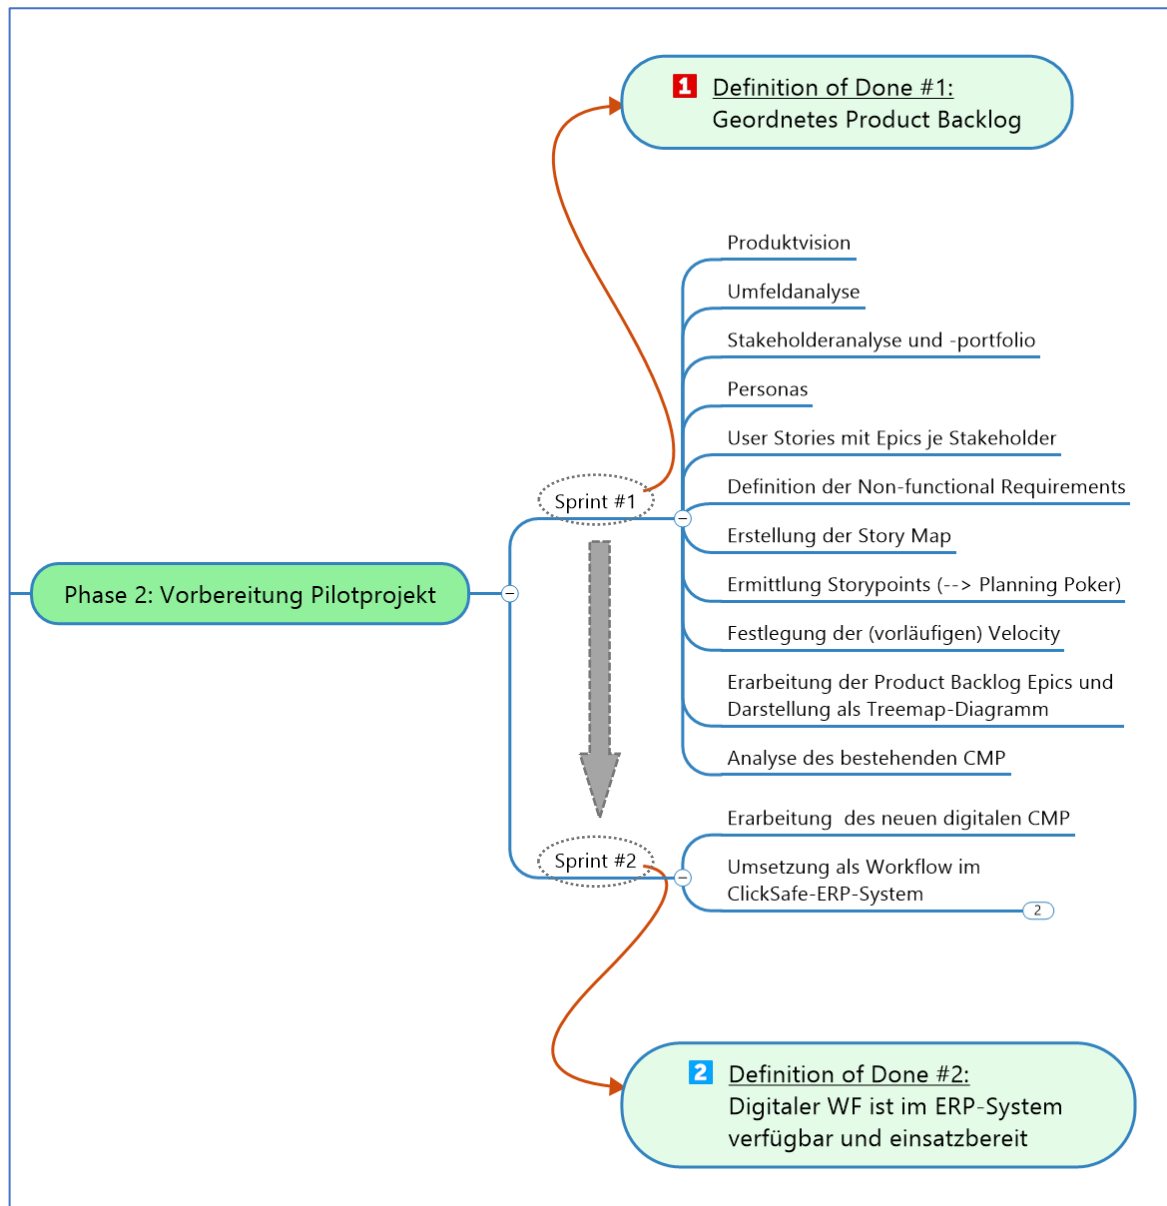 1 Definition of Done #1:
Geordnetes Product Backlog
Produktvision
Umfeldanalyse
Stakeholderanalyse und -portfolio
Personas
User Stories mit Epics je Stakeholder
Sprint #1
Definition der Non-functional Requirements
Erstellung der Story Map
Phase 2: Vorbereitung Pilotprojekt
Ermittlung Storypoints (--> Planning Poker)
Festlegung der (vorläufigen) Velocity
Erarbeitung der Product Backlog Epics und
Darstellung als Treemap-Diagramm
Analyse des bestehenden CMP
Sprint #2
Erarbeitung  des neuen digitalen CMP
Umsetzung als Workflow im
ClickSafe-ERP-System
2
2 Definition of Done #2:
Digitaler WF ist im ERP-System
verfügbar und einsatzbereit